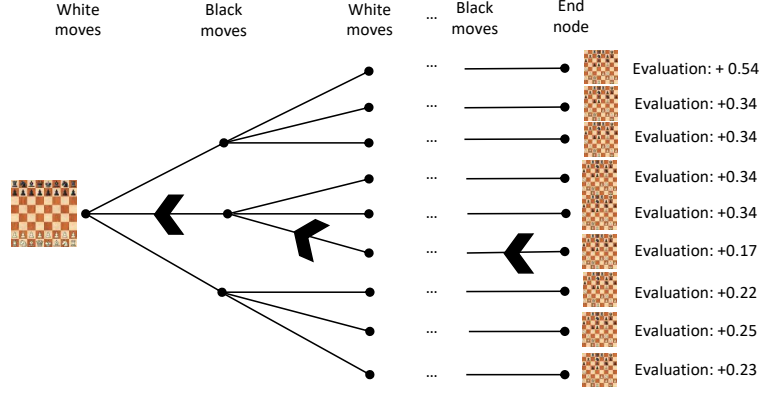 White
moves
Black
moves
White
moves
...
Black
moves
End
node
... Evaluation: + 0.54
... Evaluation: +0.34
... Evaluation: +0.34
... Evaluation: +0.34
... Evaluation: +0.34
... Evaluation: +0.17
... Evaluation: +0.22
... Evaluation: +0.25
... Evaluation: +0.23